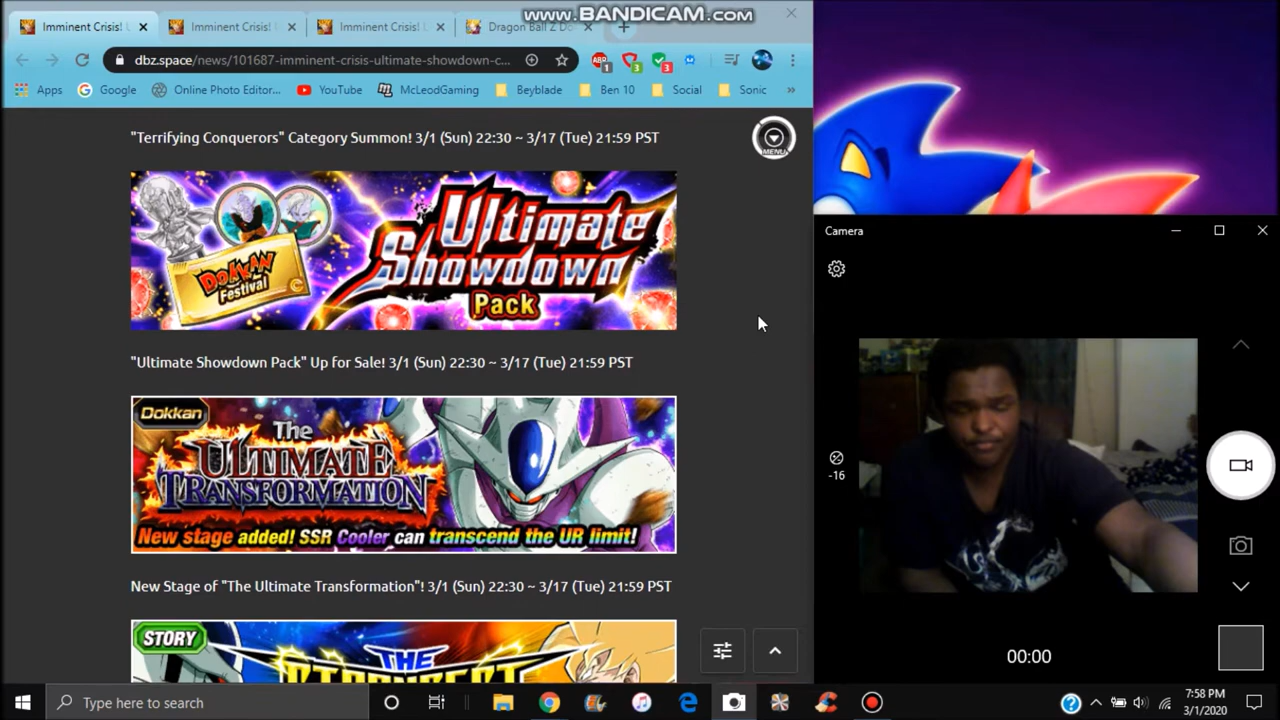 www.BANDICAM.com
Imminent Crisis! U
Imminent Crisis! U
Imminent Crisis! U
Dragon Ball Z Do
dbz.space/news/101687-imminent-crisis-ultimate-showdown-c...
ABP
1
3
3
Apps
Google
Online Photo Editor...
YouTube
McLeodGaming
Beyblade
Ben 10
Social
Sonic
»
"Terrifying Conquerors" Category Summon! 3/1 (Sun) 22:30 ~ 3/17 (Tue) 21:59 PST
MENU
DOKKAN
Festival
Ultimate
Showdown
Pack
"Ultimate Showdown Pack" Up for Sale! 3/1 (Sun) 22:30 ~ 3/17 (Tue) 21:59 PST
Dokkan
The
ULTIMATE
TRANSFORMATION
New stage added! SSR Cooler can transcend the UR limit!
New Stage of "The Ultimate Transformation"! 3/1 (Sun) 22:30 ~ 3/17 (Tue) 21:59 PST
STORY
THE
Camera
-16
00:00
Type here to search
7:58 PM
3/1/2020